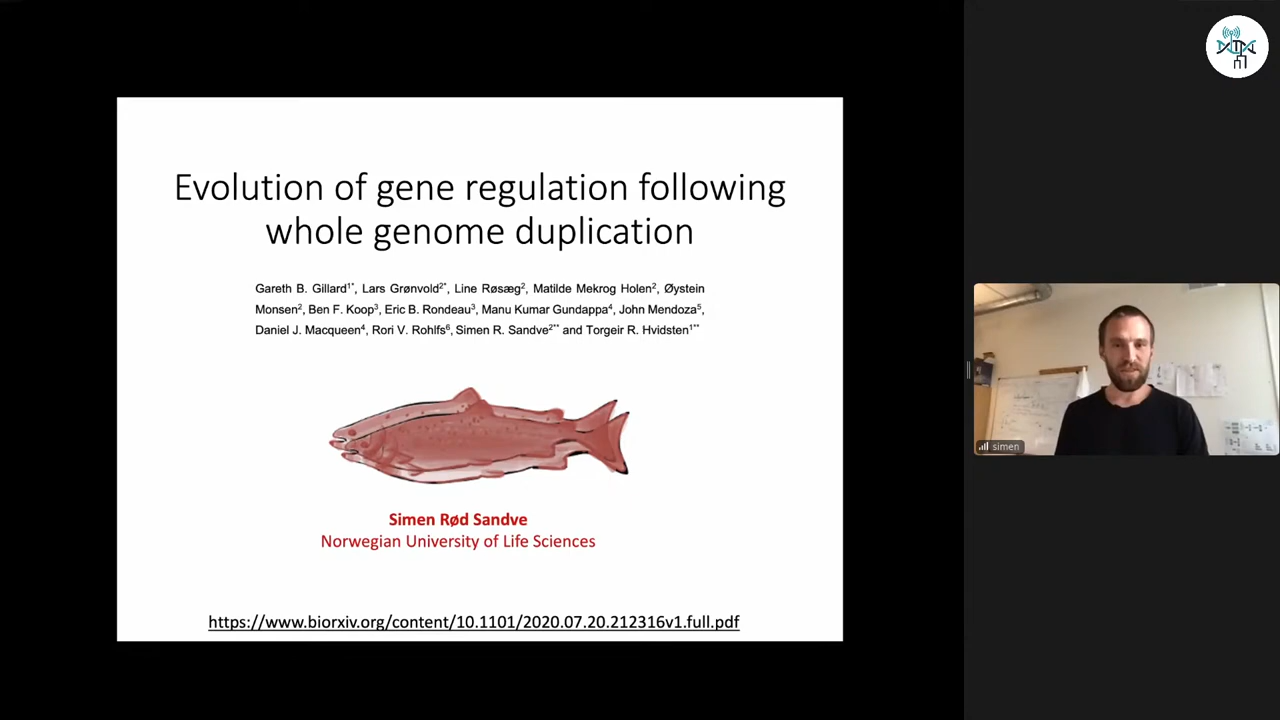 Evolution of gene regulation following
whole genome duplication
Gareth B. Gillard1*, Lars Grønvold2*, Line Røsæg2, Matilde Mekrog Holen2, Øystein
Monsen2, Ben F. Koop3, Eric B. Rondeau3, Manu Kumar Gundappa4, John Mendoza5,
Daniel J. Macqueen4, Rori V. Rohlfs6, Simen R. Sandve2** and Torgeir R. Hvidsten1**
Simen Rød Sandve
Norwegian University of Life Sciences
https://www.biorxiv.org/content/10.1101/2020.07.20.212316v1.full.pdf
simen